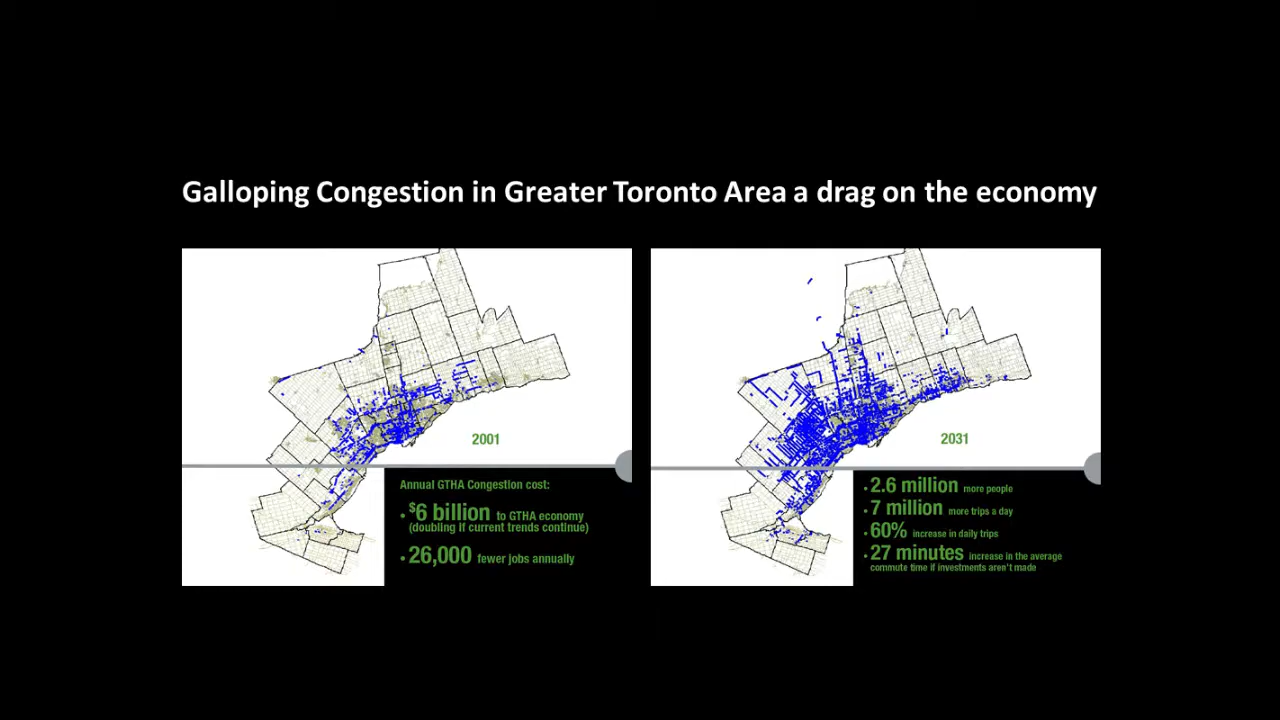 Galloping Congestion in Greater Toronto Area a drag on the economy
2001
Annual GTHA Congestion cost:
• $6 billion to GTHA economy
(doubling if current trends continue)
• 26,000 fewer jobs annually
2031
• 2.6 million more people
• 7 million more trips a day
• 60% increase in daily trips
• 27 minutes increase in the average
commute time if investments aren't made